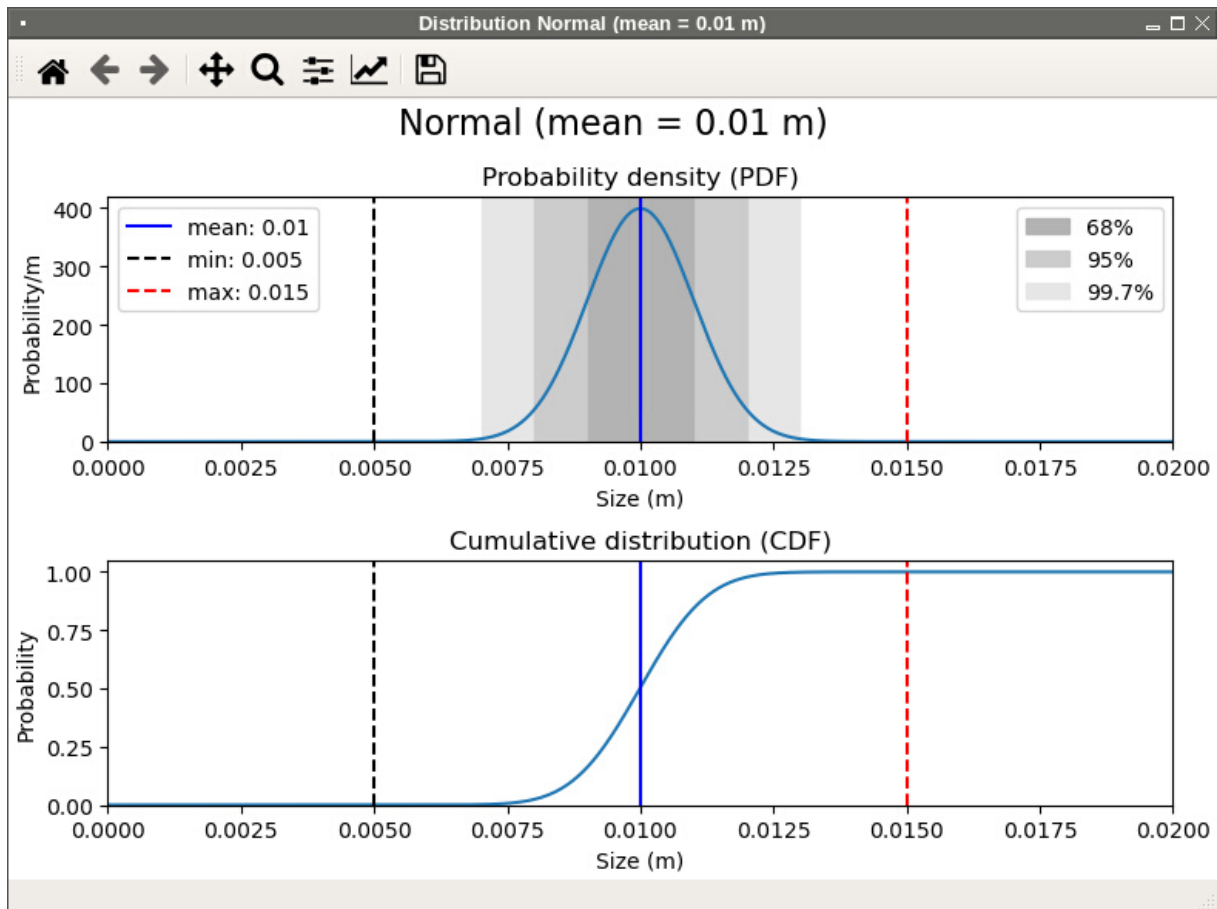 Distribution Normal (mean = 0.01 m)
Normal (mean = 0.01 m)
Probability density (PDF)
Probability/m
400
300
200
100
0
mean: 0.01
min: 0.005
max: 0.015
68%
95%
99.7%
0.0000 0.0025 0.0050 0.0075 0.0100 0.0125 0.0150 0.0175 0.0200
Size (m)
Cumulative distribution (CDF)
Probability
1.00
0.75
0.50
0.25
0.00
0.0000 0.0025 0.0050 0.0075 0.0100 0.0125 0.0150 0.0175 0.0200
Size (m)